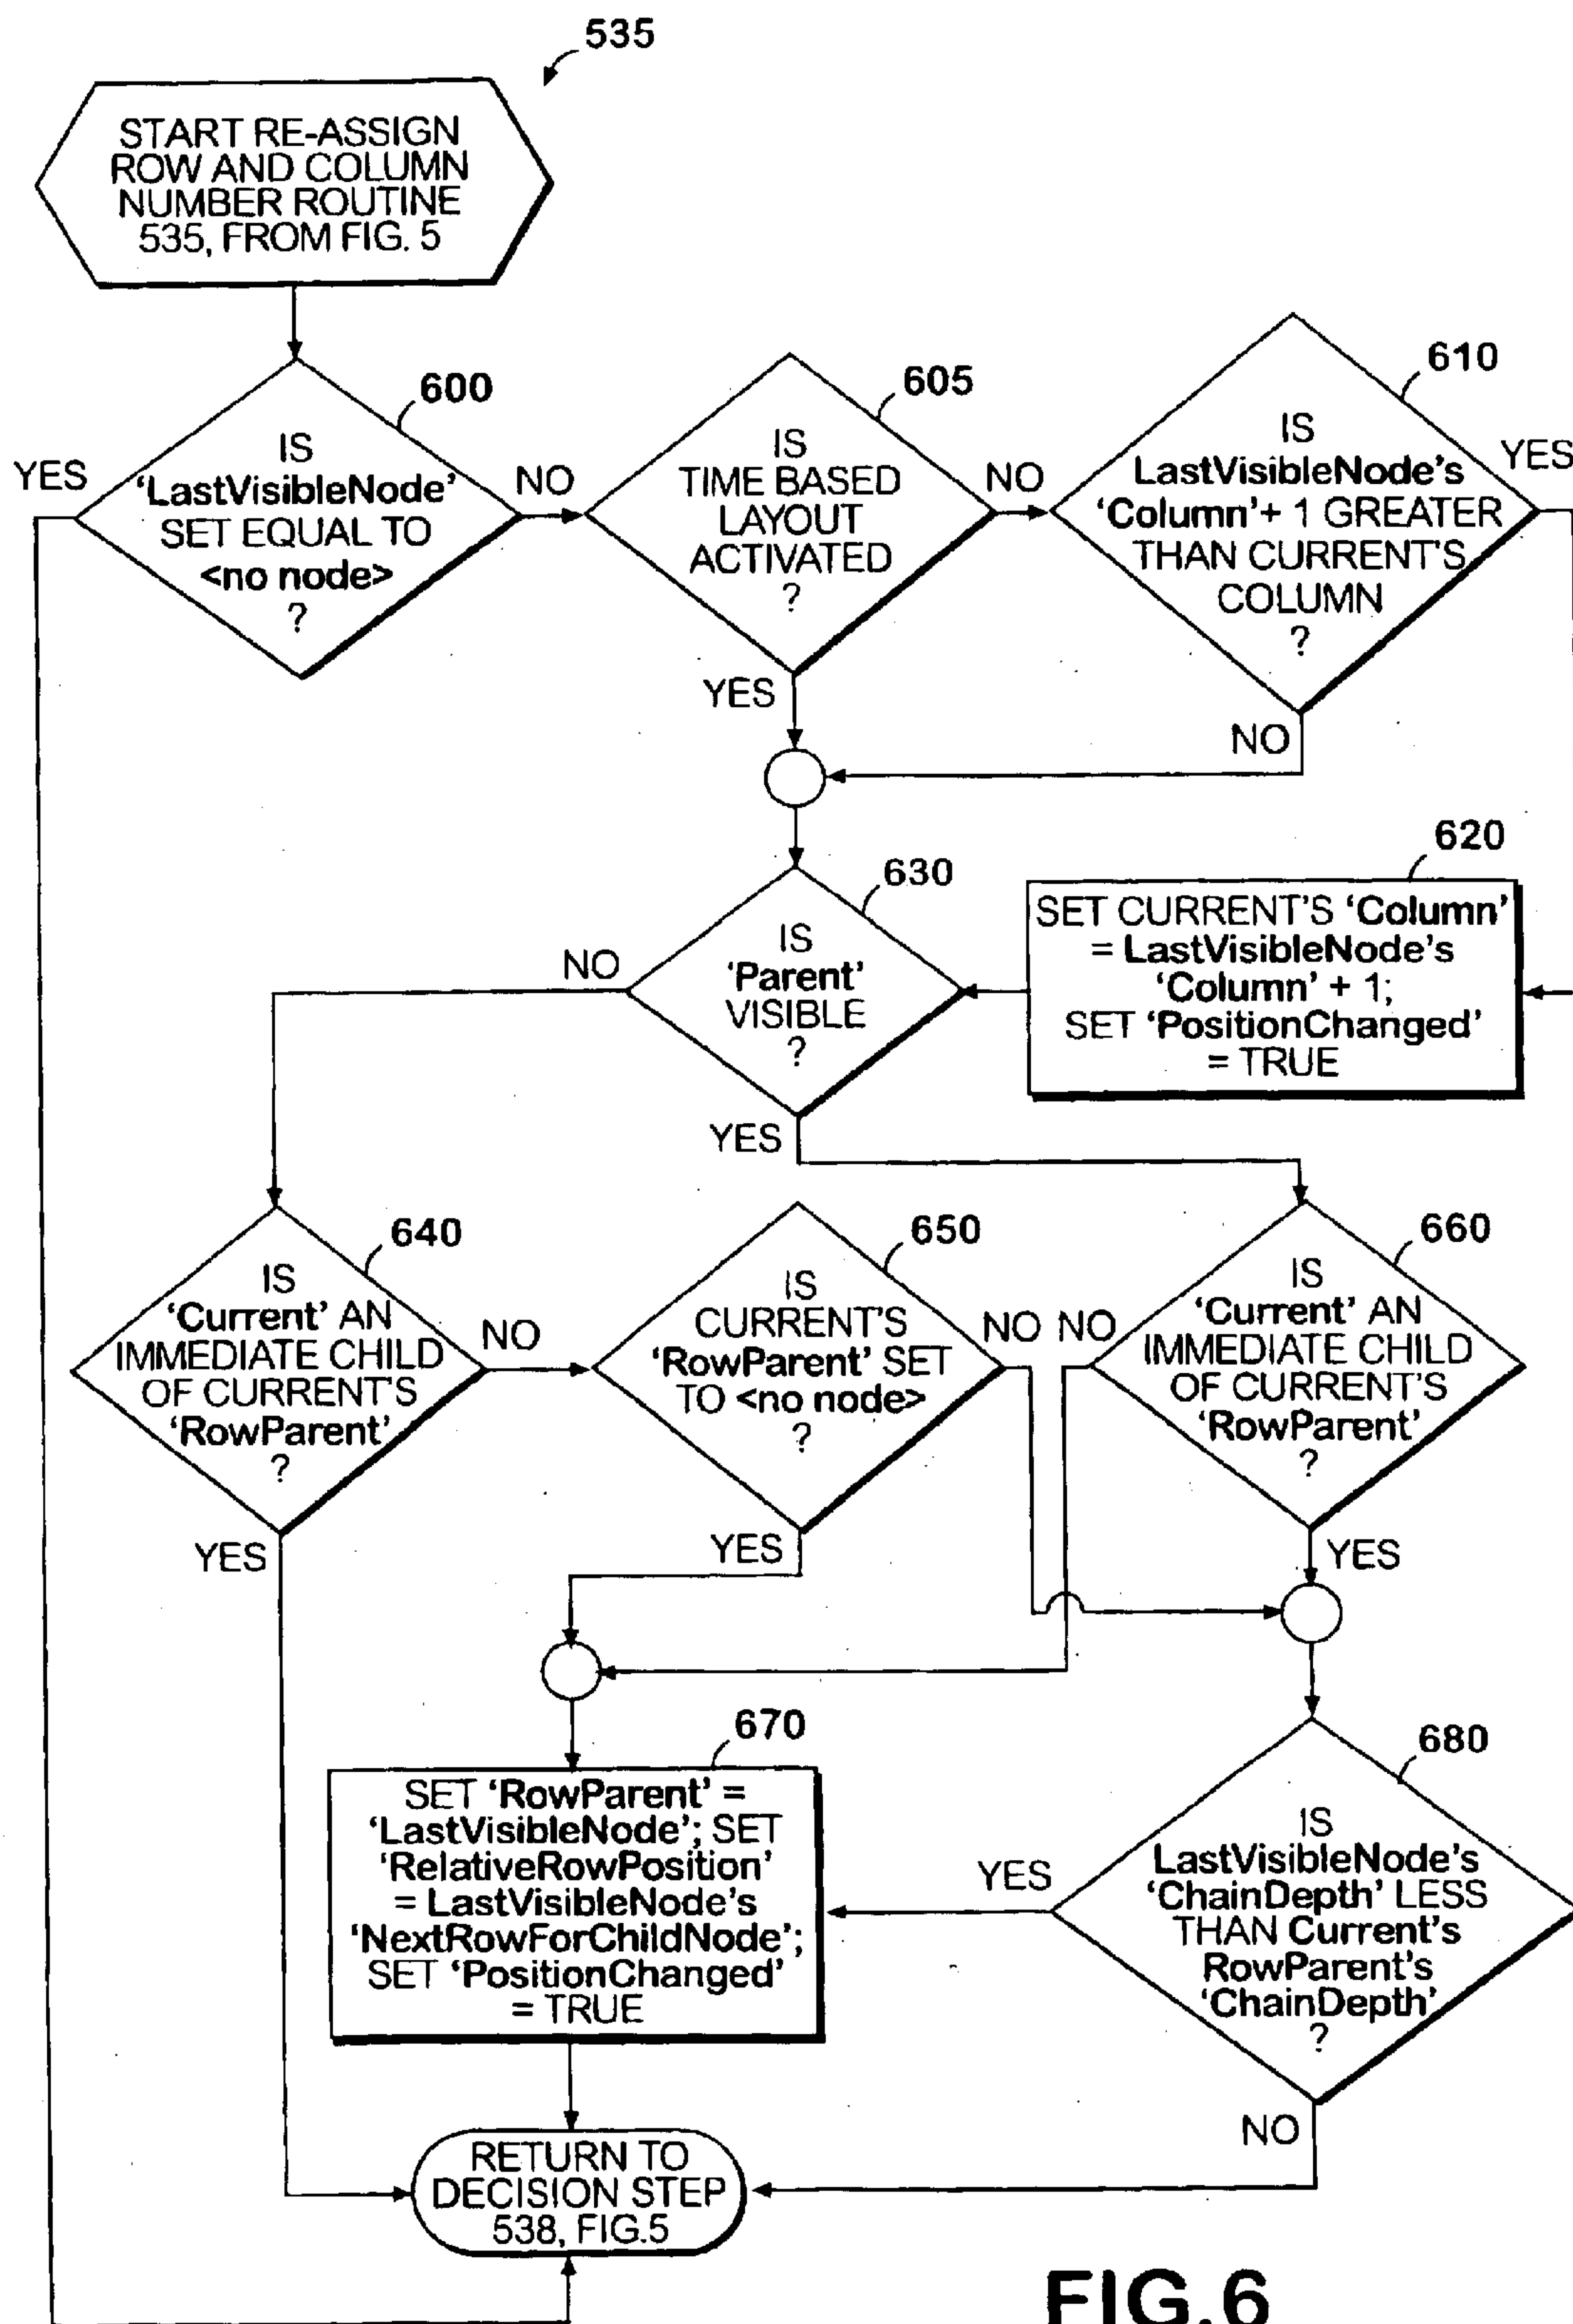 535
START RE-ASSIGN
ROW AND COLUMN
NUMBER ROUTINE
535, FROM FIG. 5
600
IS
‘LastVisibleNode’
SET EQUAL TO
<no node>
?
YES
NO
605
IS
TIME BASED
LAYOUT
ACTIVATED
?
NO
YES
610
IS
LastVisibleNode's
‘Column’+ 1 GREATER
THAN CURRENT'S
COLUMN
?
YES
NO
620
SET CURRENT'S ‘Column’
= LastVisibleNode's
‘Column’ + 1;
SET ‘PositionChanged’
= TRUE
630
IS
‘Parent’
VISIBLE
?
NO
YES
640
IS
‘Current’ AN
IMMEDIATE CHILD
OF CURRENT'S
‘RowParent’
?
NO
YES
650
IS
CURRENT'S
‘RowParent’ SET
TO <no node>
?
NO
YES
660
IS
‘Current’ AN
IMMEDIATE CHILD
OF CURRENT'S
‘RowParent’
?
NO
YES
670
SET ‘RowParent’ =
‘LastVisibleNode’; SET
‘RelativeRowPosition’
= LastVisibleNode's
‘NextRowForChildNode’;
SET ‘PositionChanged’
= TRUE
680
IS
LastVisibleNode's
‘ChainDepth’ LESS
THAN Current's
RowParent's
‘ChainDepth’
?
YES
NO
RETURN TO
DECISION STEP
538, FIG.5
FIG.6